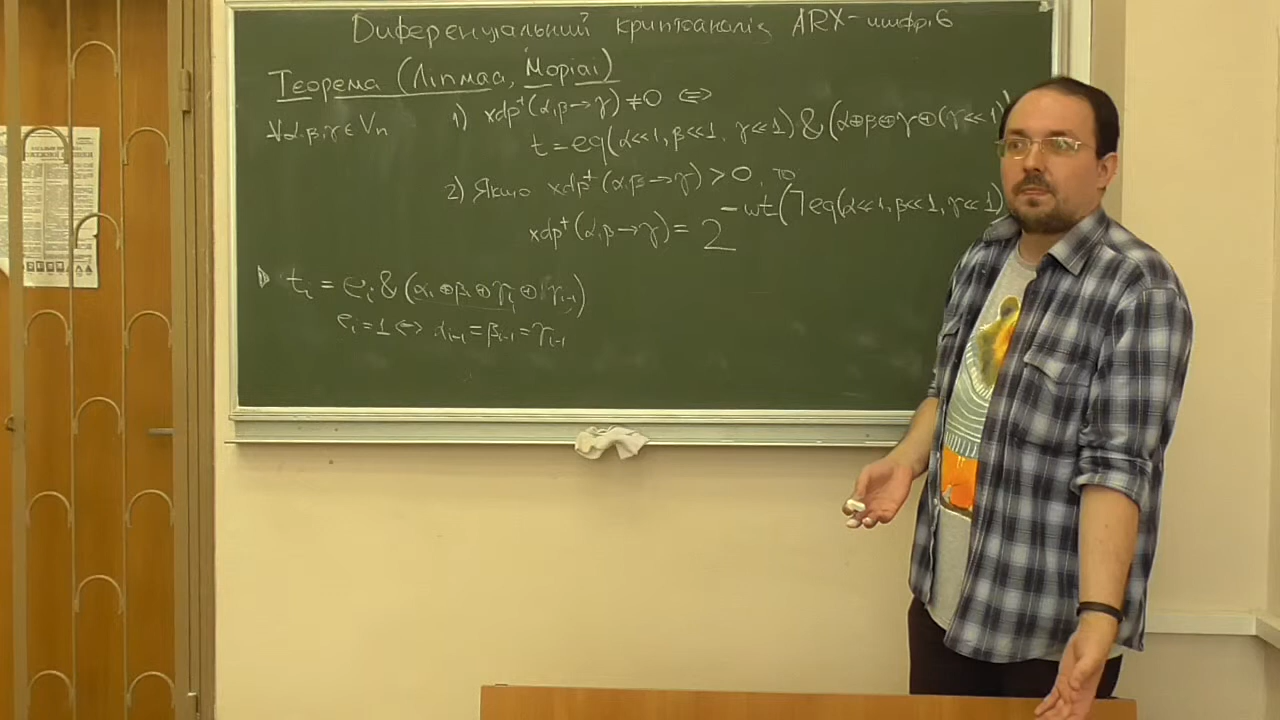 Диференціальний криптоаналіз ARX-шифрів
Теорема (Ліпмаа, Моріаі)
∀α,β,γ ∈ Vn
1) xdp⁺(α,β→γ) ≠ 0 ⇔
t = eq(α≪1, β≪1, γ≪1) & (α⊕β⊕γ⊕(γ≪1)
2) Якщо xdp⁺(α,β→γ) > 0, то
xdp⁺(α,β→γ) = 2^{-wt(¬eq(α≪1, β≪1, γ≪1)}
tᵢ = eᵢ & (αᵢ⊕βᵢ⊕γᵢ⊕γᵢ₋₁)
eᵢ = 1 ⇔ αᵢ₋₁ = βᵢ₋₁ = γᵢ₋₁